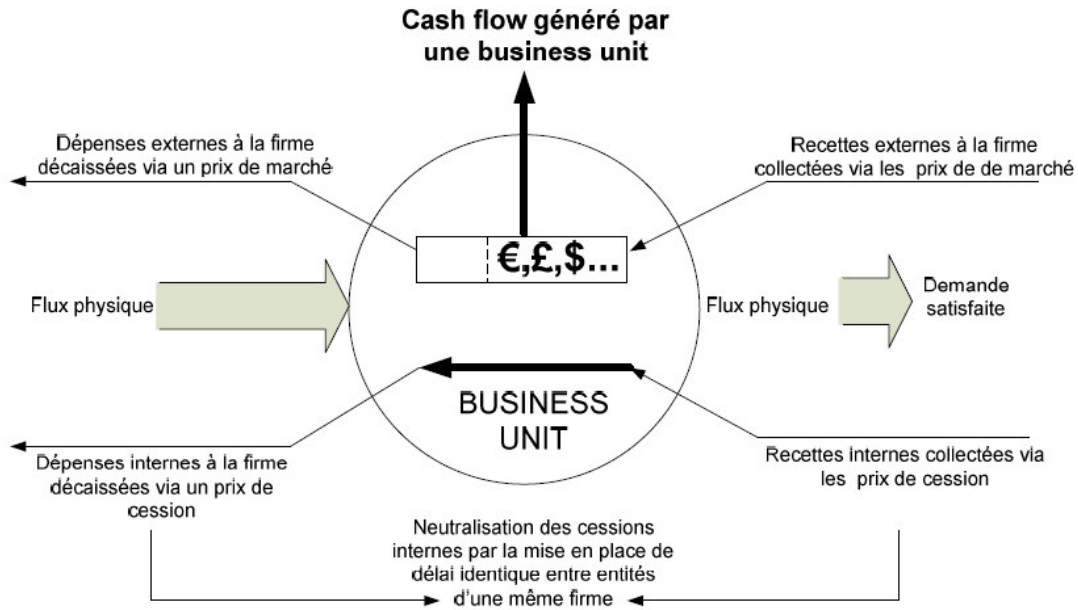 Cash flow généré par
une business unit
Dépenses externes à la firme
décaissées via un prix de marché
Recettes externes à la firme
collectées via les prix de de marché
€,£,$...
Flux physique
Flux physique
Demande
satisfaite
BUSINESS
UNIT
Dépenses internes à la firme
décaissées via un prix de
cession
Recettes internes collectées via
les prix de cession
Neutralisation des cessions
internes par la mise en place de
délai identique entre entités
d'une même firme